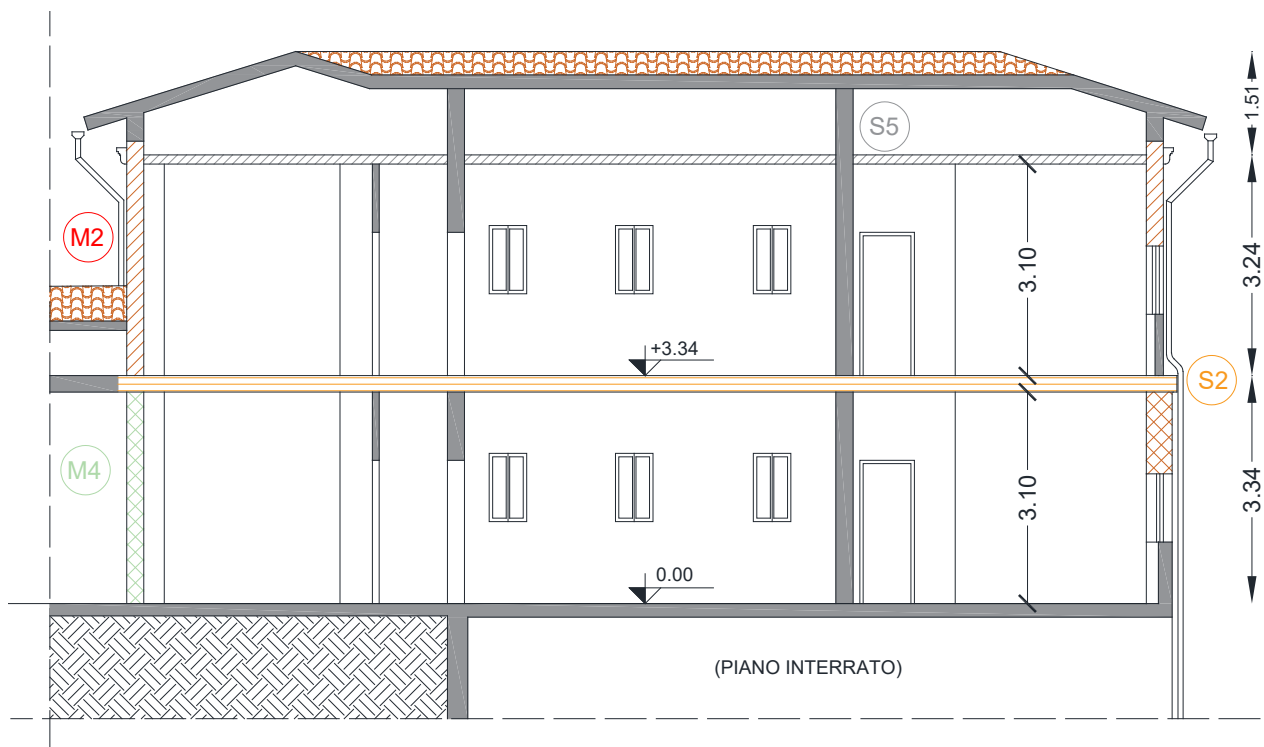 1.51
S5
M2
3.10
3.24
+3.34
S2
M4
3.10
3.34
0.00
(PIANO INTERRATO)